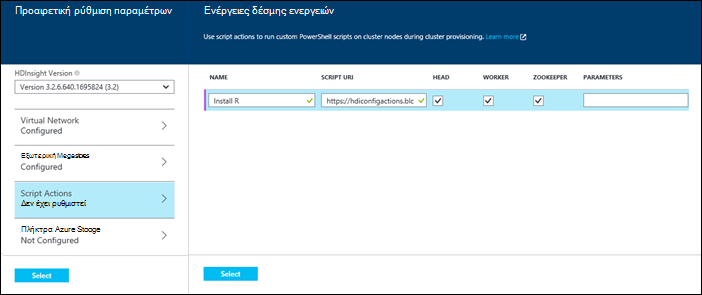 Προαιρετική ρύθμιση παραμέτρων
HDInsight Version
Version 3.2.6.640.1695824 (3.2)
Virtual Network
Configured
Εξωτερική Megastores
Configured
Script Actions
Δεν έχει ρυθμιστεί
Πλήκτρα Azure Stooge
Not Configured
Select
Ενέργειες δέσμης ενεργειών
Use script actions to run custom PowerShell scripts on cluster nodes during cluster provisioning. Learn more
NAME SCRIPT URI HEAD WORKER ZOOKEEPER PARAMETERS
Install R https://hdiconfigactions.blc
Select